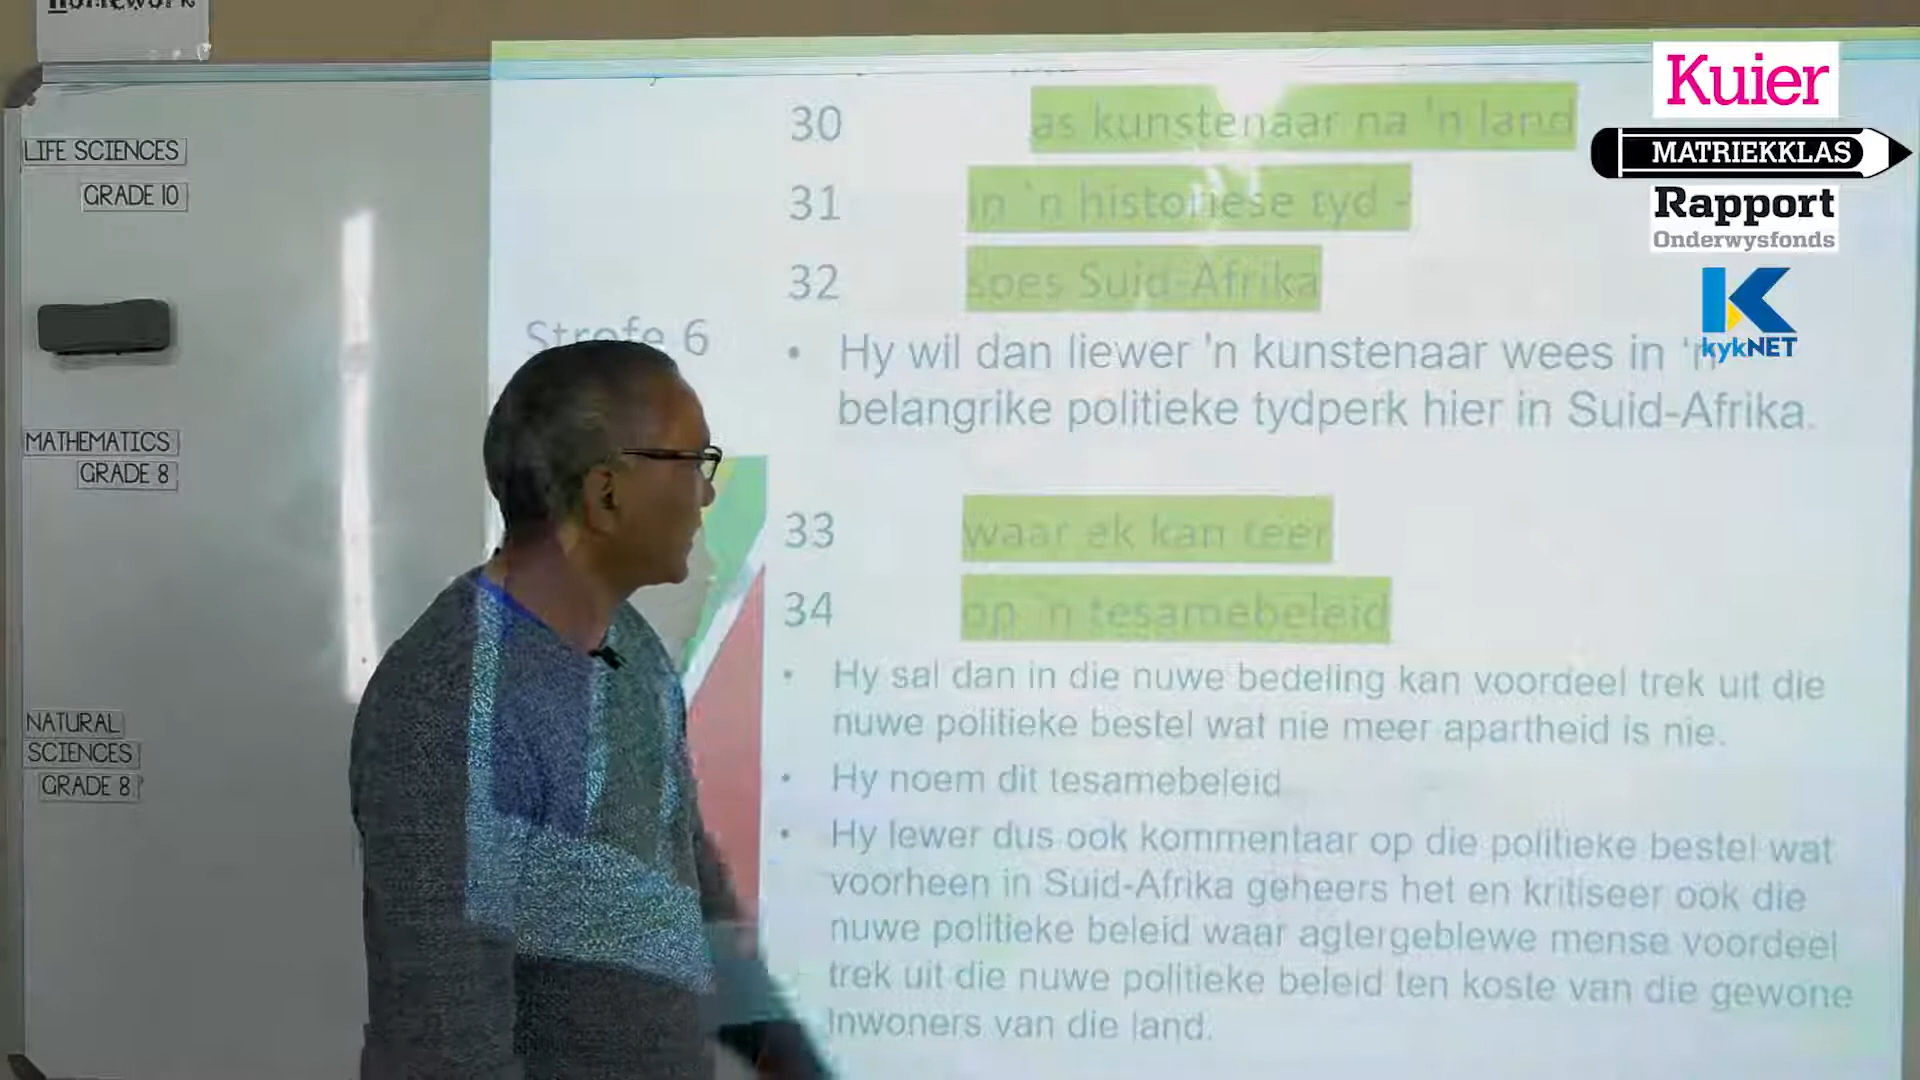 Homework
LIFE SCIENCES
GRADE 10
MATHEMATICS
GRADE 8
NATURAL
SCIENCES
GRADE 8
30 as kunstenaar na 'n land
31 in 'n historiese tyd -
32 soes Suid-Afrika
Strofe 6
• Hy wil dan liewer 'n kunstenaar wees in 'n
belangrike politieke tydperk hier in Suid-Afrika.
33 waar ek kan teer
34 op 'n tesamebeleid
• Hy sal dan in die nuwe bedeling kan voordeel trek uit die
nuwe politieke bestel wat nie meer apartheid is nie.
• Hy noem dit tesamebeleid
• Hy lewer dus ook kommentaar op die politieke bestel wat
voorheen in Suid-Afrika geheers het en kritiseer ook die
nuwe politieke beleid waar agtergeblewe mense voordeel
trek uit die nuwe politieke beleid ten koste van die gewone
Inwoners van die land.
Kuier
MATRIEKKLAS
Rapport
Onderwysfonds
kykNET